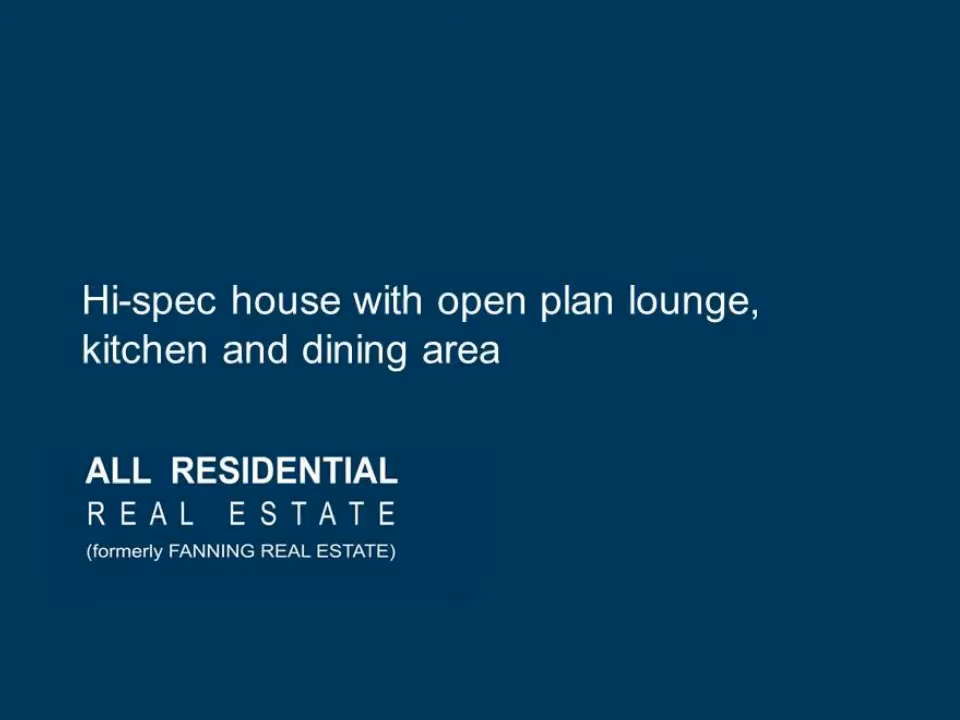 Hi-spec house with open plan lounge,
kitchen and dining area
ALL RESIDENTIAL
REAL ESTATE
(formerly FANNING REAL ESTATE)